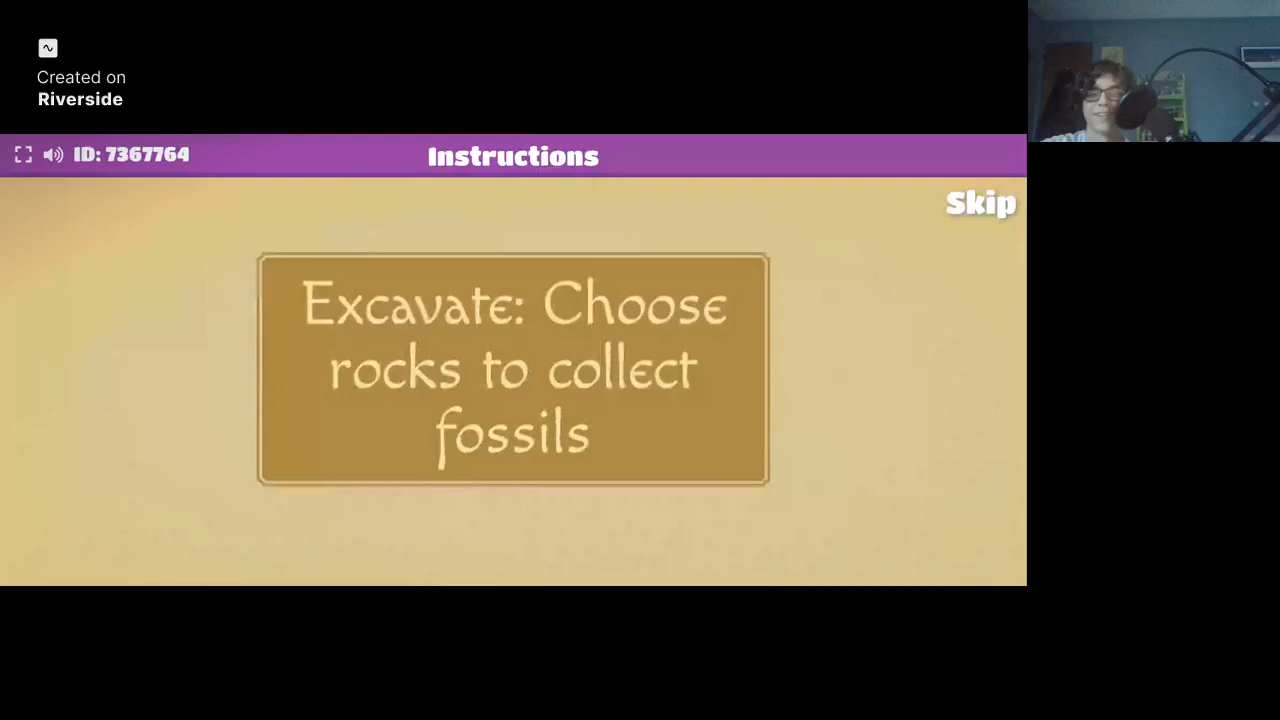 Created on
Riverside
ID: 7367764
Instructions
Skip
Excavate: Choose
rocks to collect
fossils